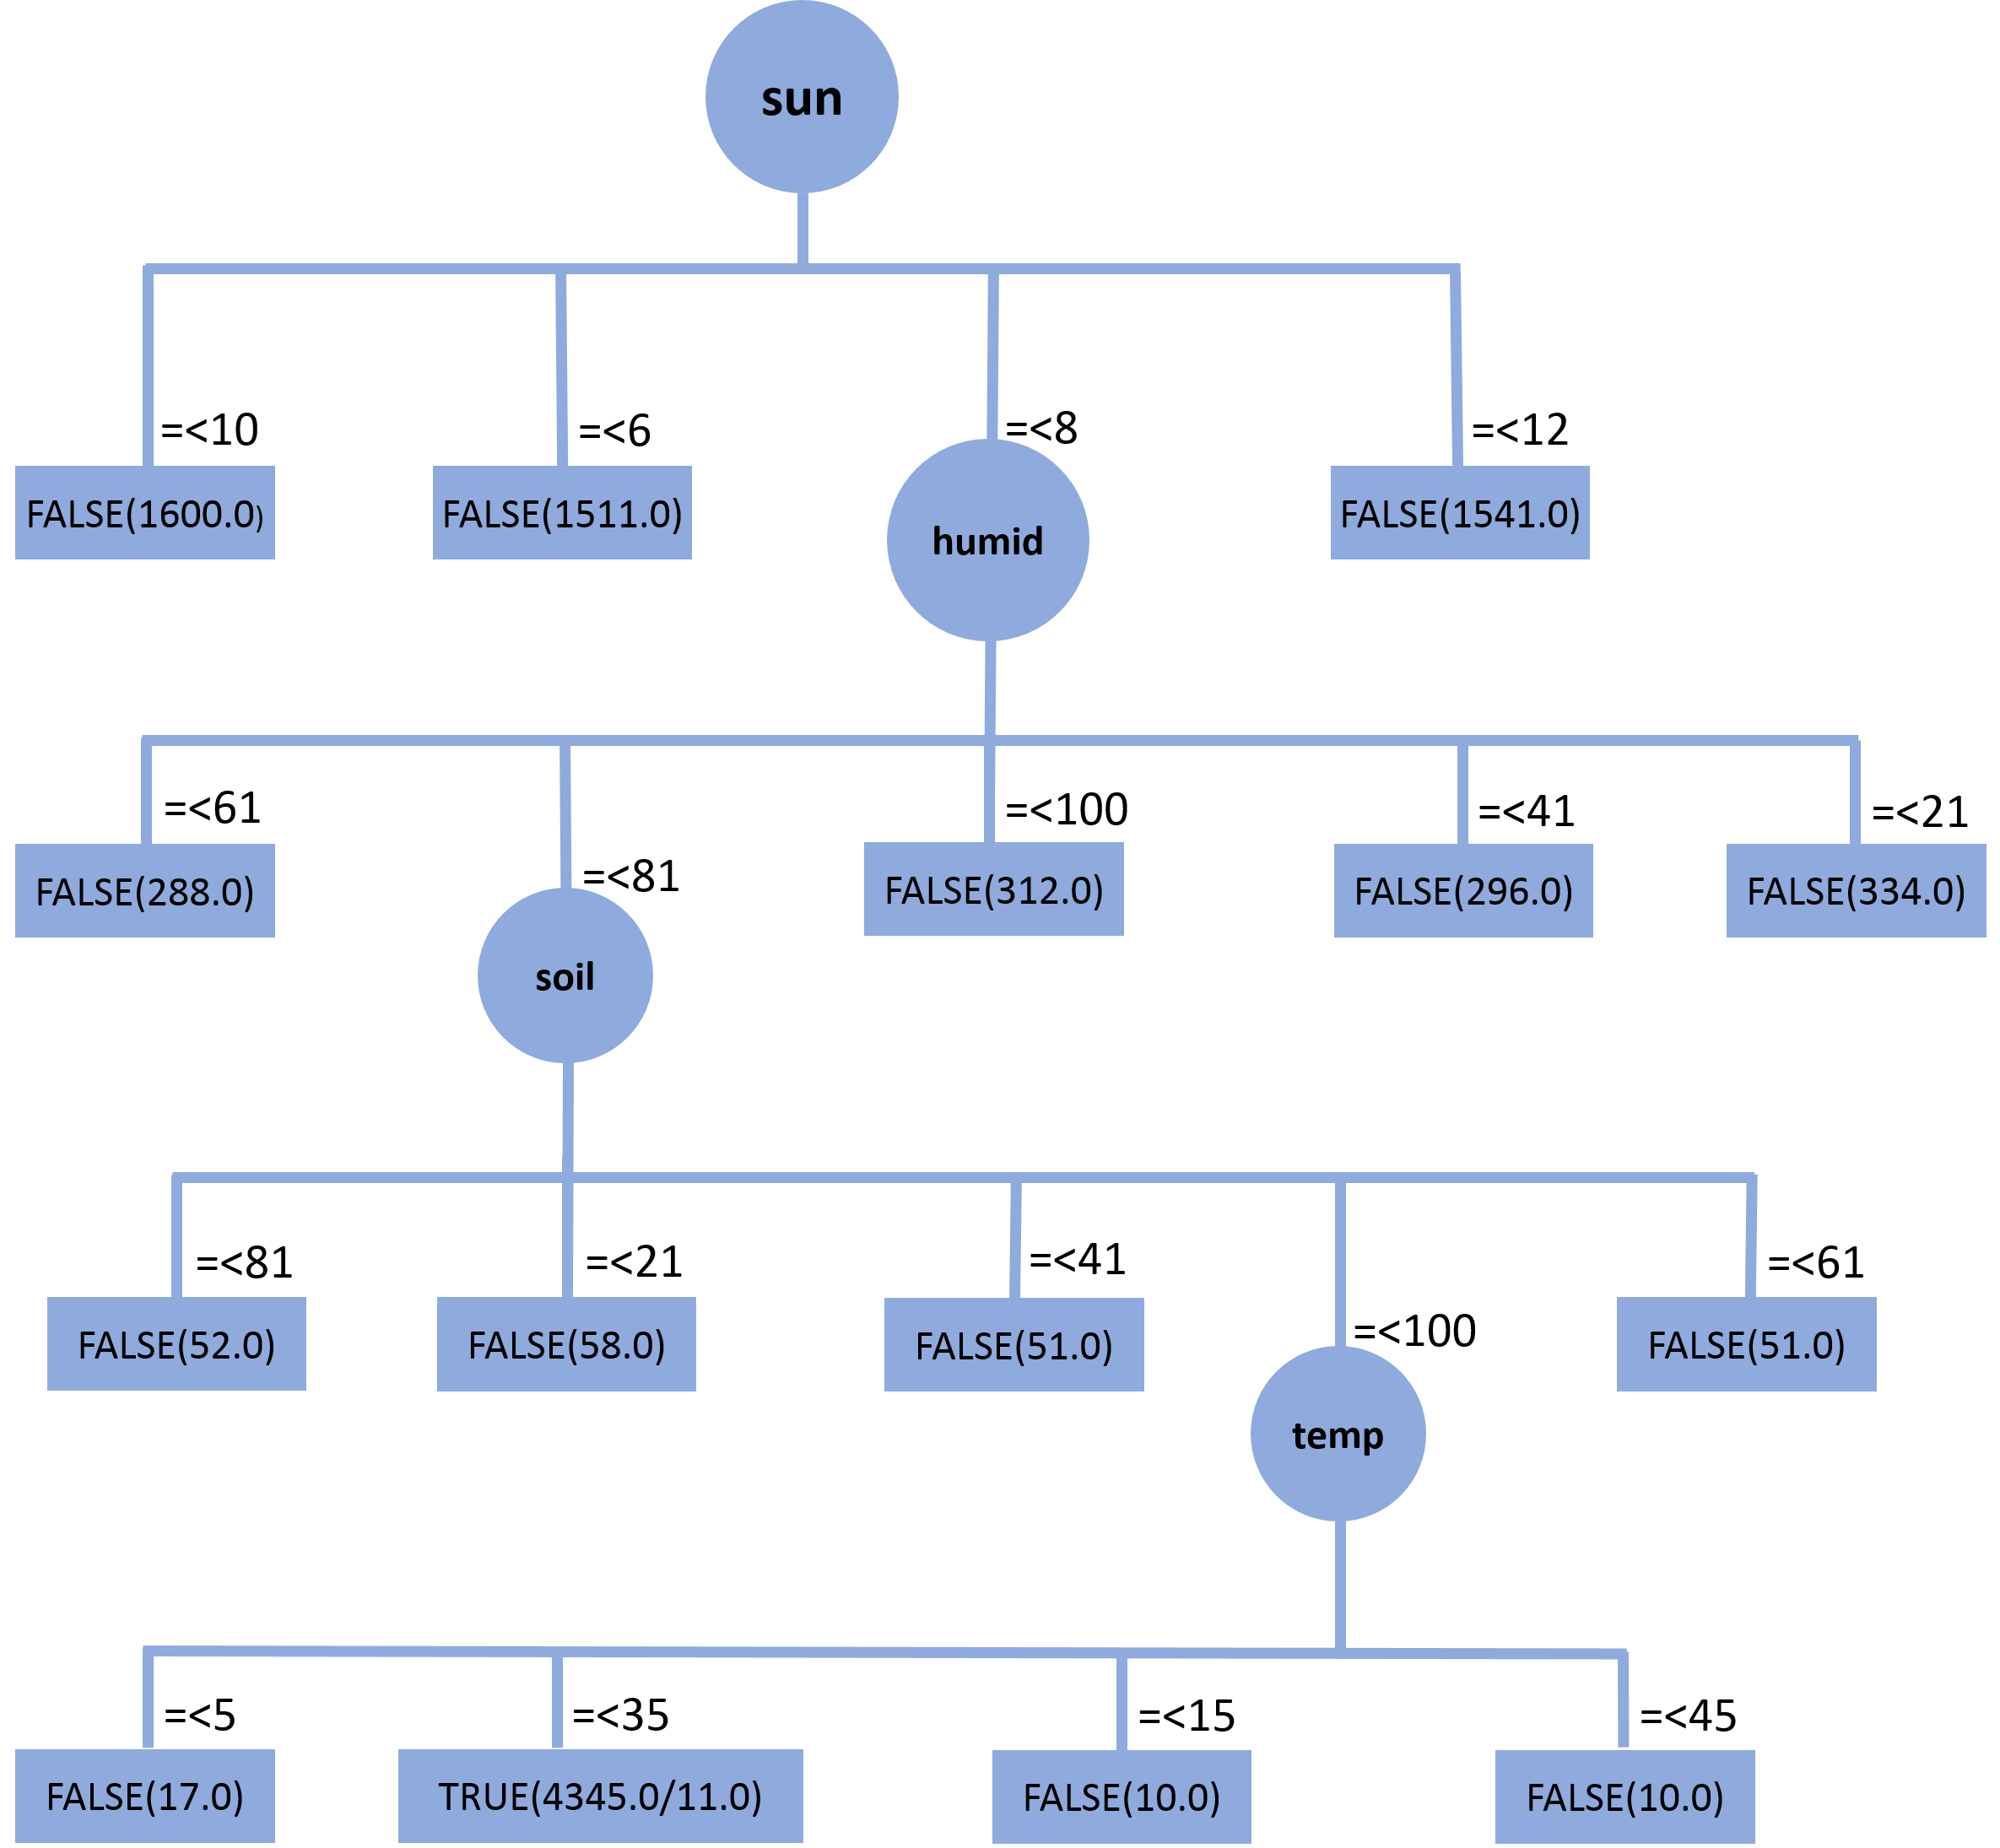 sun
=<10
=<6
=<8
=<12
FALSE(1600.0)
FALSE(1511.0)
humid
FALSE(1541.0)
=<61
=<81
=<100
=<41
=<21
FALSE(288.0)
soil
FALSE(312.0)
FALSE(296.0)
FALSE(334.0)
=<81
=<21
=<41
=<100
=<61
FALSE(52.0)
FALSE(58.0)
FALSE(51.0)
temp
FALSE(51.0)
=<5
=<35
=<15
=<45
FALSE(17.0)
TRUE(4345.0/11.0)
FALSE(10.0)
FALSE(10.0)